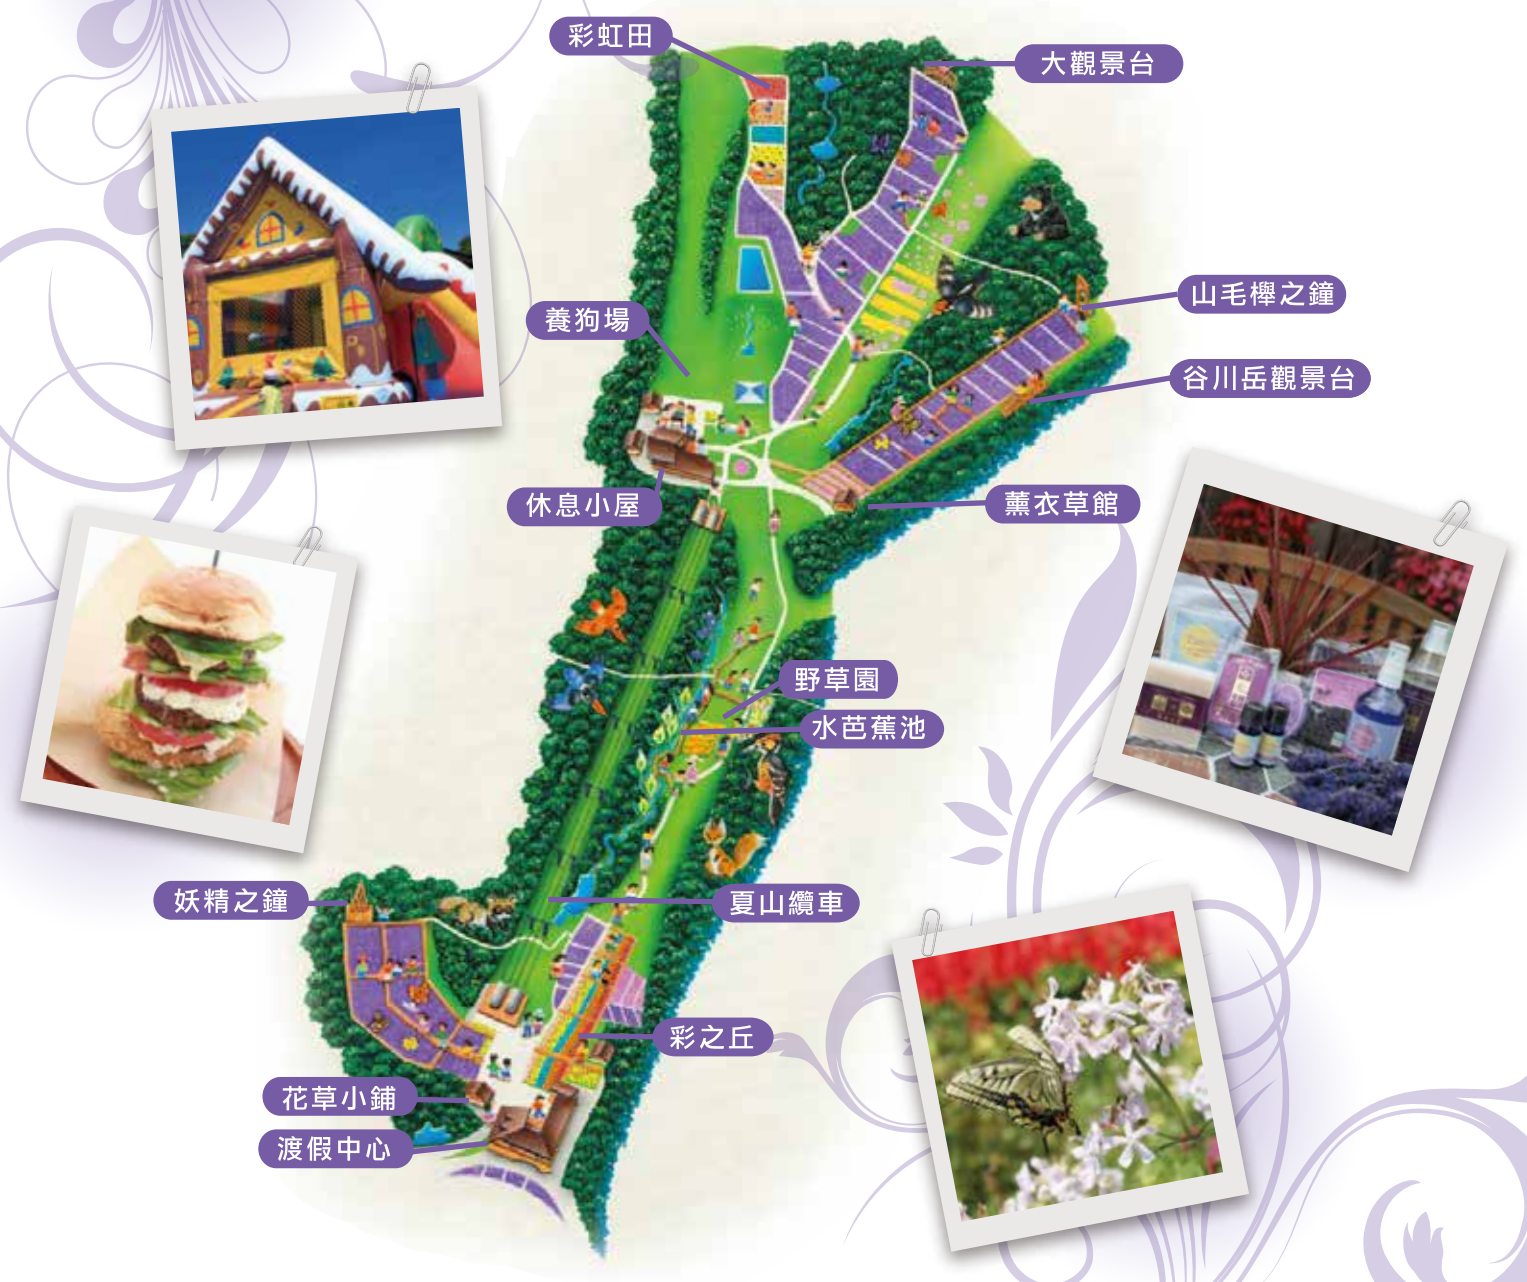 彩虹田
大觀景台
山毛櫸之鐘
養狗場
谷川岳觀景台
休息小屋
薰衣草館
野草園
水芭蕉池
妖精之鐘
夏山纜車
彩之丘
花草小鋪
渡假中心